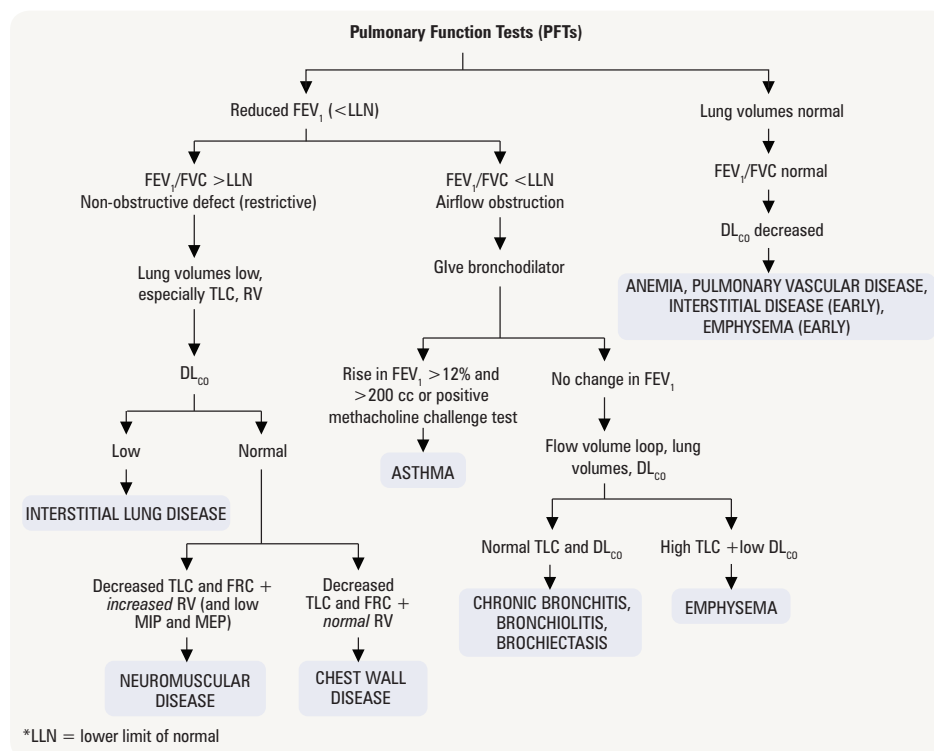 Pulmonary Function Tests (PFTs)
Reduced FEV₁ (<LLN)
Lung volumes normal
FEV₁/FVC >LLN
Non-obstructive defect (restrictive)
FEV₁/FVC <LLN
Airflow obstruction
FEV₁/FVC normal
DL_CO decreased
Lung volumes low,
especially TLC, RV
GIve bronchodilator
ANEMIA, PULMONARY VASCULAR DISEASE,
INTERSTITIAL DISEASE (EARLY),
EMPHYSEMA (EARLY)
DL_CO
Rise in FEV₁ >12% and
>200 cc or positive
methacholine challenge test
No change in FEV₁
Low
Normal
ASTHMA
Flow volume loop, lung
volumes, DL_CO
INTERSTITIAL LUNG DISEASE
Normal TLC and DL_CO
High TLC +low DL_CO
Decreased TLC and FRC +
increased RV (and low
MIP and MEP)
Decreased
TLC and FRC +
normal RV
CHRONIC BRONCHITIS,
BRONCHIOLITIS,
BROCHIECTASIS
EMPHYSEMA
NEUROMUSCULAR
DISEASE
CHEST WALL
DISEASE
*LLN = lower limit of normal